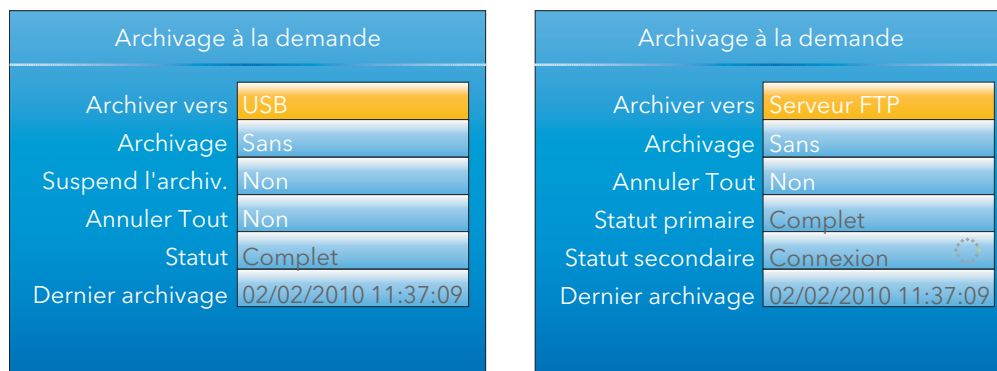 Archivage à la demande
Archiver vers USB
Archivage Sans
Suspend l'archiv. Non
Annuler Tout Non
Statut Complet
Dernier archivage 02/02/2010 11:37:09
Archivage à la demande
Archiver vers Serveur FTP
Archivage Sans
Annuler Tout Non
Statut primaire Complet
Statut secondaire Connexion
Dernier archivage 02/02/2010 11:37:09